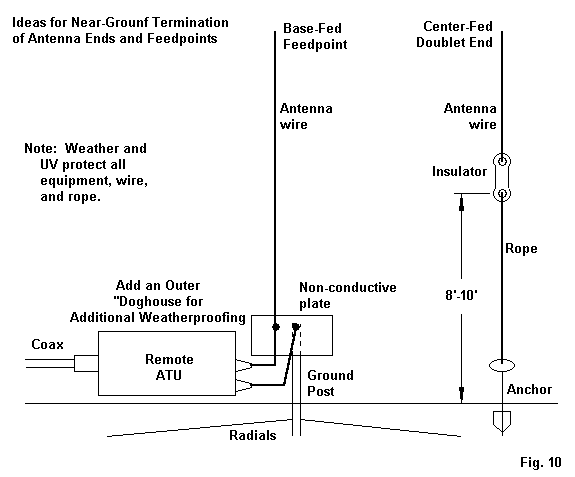 Ideas for Near-Grounf Termination
of Antenna Ends and Feedpoints
Base-Fed
Feedpoint
Center-Fed
Doublet End
Antenna
wire
Antenna
wire
Note: Weather and
UV protect all
equipment, wire,
and rope.
Insulator
Rope
8'-10'
Add an Outer
"Doghouse for
Additional Weatherproofing
Non-conductive
plate
Coax
Remote
ATU
Ground
Post
Anchor
Radials
Fig. 10